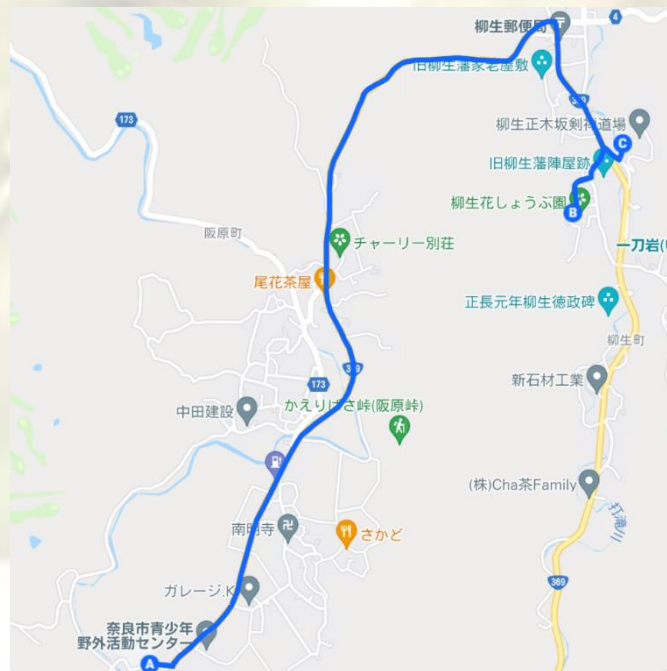 柳生郵便局
4
旧柳生藩家老屋敷
369
173
柳生正木坂剣禅道場
C
旧柳生藩陣屋跡
柳生花しょうぶ園
B
阪原町
チャーリー別荘
一刀岩(
尾花茶屋
正長元年柳生徳政碑
柳生町
369
173
新石材工業
中田建設
かえりばさ峠(阪原峠)
(株)Cha茶Family
打滝川
南明寺
さかど
ガレージ.K
369
奈良市青少年
野外活動センター
A